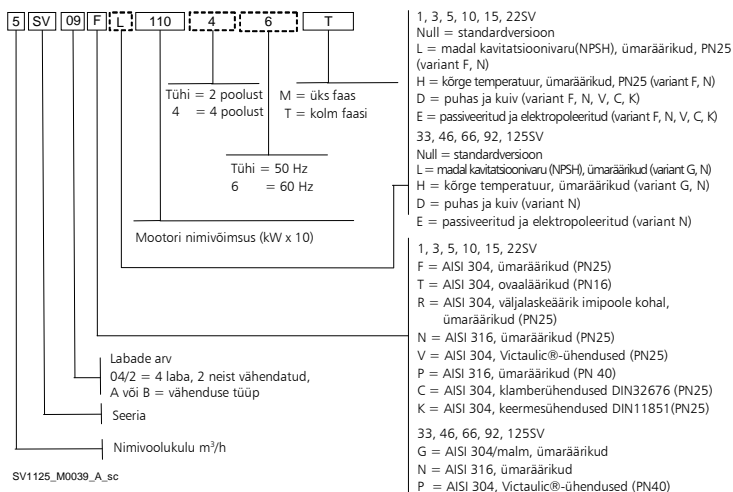 5 SV 09 F L 110 4 6 T
Tühi = 2 poolust
4 = 4 poolust
M = üks faas
T = kolm faasi
Tühi = 50 Hz
6 = 60 Hz
Mootori nimivõimsus (kW x 10)
Labade arv
04/2 = 4 laba, 2 neist vähendatud,
A või B = vähenduse tüüp
Seeria
Nimivoolukulu m³/h
SV1125_M0039_A_sc
1, 3, 5, 10, 15, 22SV
Null = standardversioon
L = madal kavitatsioonivaru(NPSH), ümaräärikud, PN25
(variant F, N)
H = kõrge temperatuur, ümaräärikud, PN25 (variant F, N)
D = puhas ja kuiv (variant F, N, V, C, K)
E = passiveeritud ja elektropoleeritud (variant F, N, V, C, K)
33, 46, 66, 92, 125SV
Null = standardversioon
L = madal kavitatsioonivaru (NPSH), ümaräärikud (variant G, N)
H = kõrge temperatuur, ümaräärikud (variant G, N)
D = puhas ja kuiv (variant N)
E = passiveeritud ja elektropoleeritud (variant N)
1, 3, 5, 10, 15, 22SV
F = AISI 304, ümaräärikud (PN25)
T = AISI 304, ovaaläärikud (PN16)
R = AISI 304, väljalaskeäärik imipoole kohal,
ümaräärikud (PN25)
N = AISI 316, ümaräärikud (PN25)
V = AISI 304, Victaulic®-ühendused (PN25)
P = AISI 316, ümaräärikud (PN 40)
C = AISI 304, klamberühendused DIN32676 (PN25)
K = AISI 304, keermesühendused DIN11851(PN25)
33, 46, 66, 92, 125SV
G = AISI 304/malm, ümaräärikud
N = AISI 316, ümaräärikud
P = AISI 304, Victaulic®-ühendused (PN40)